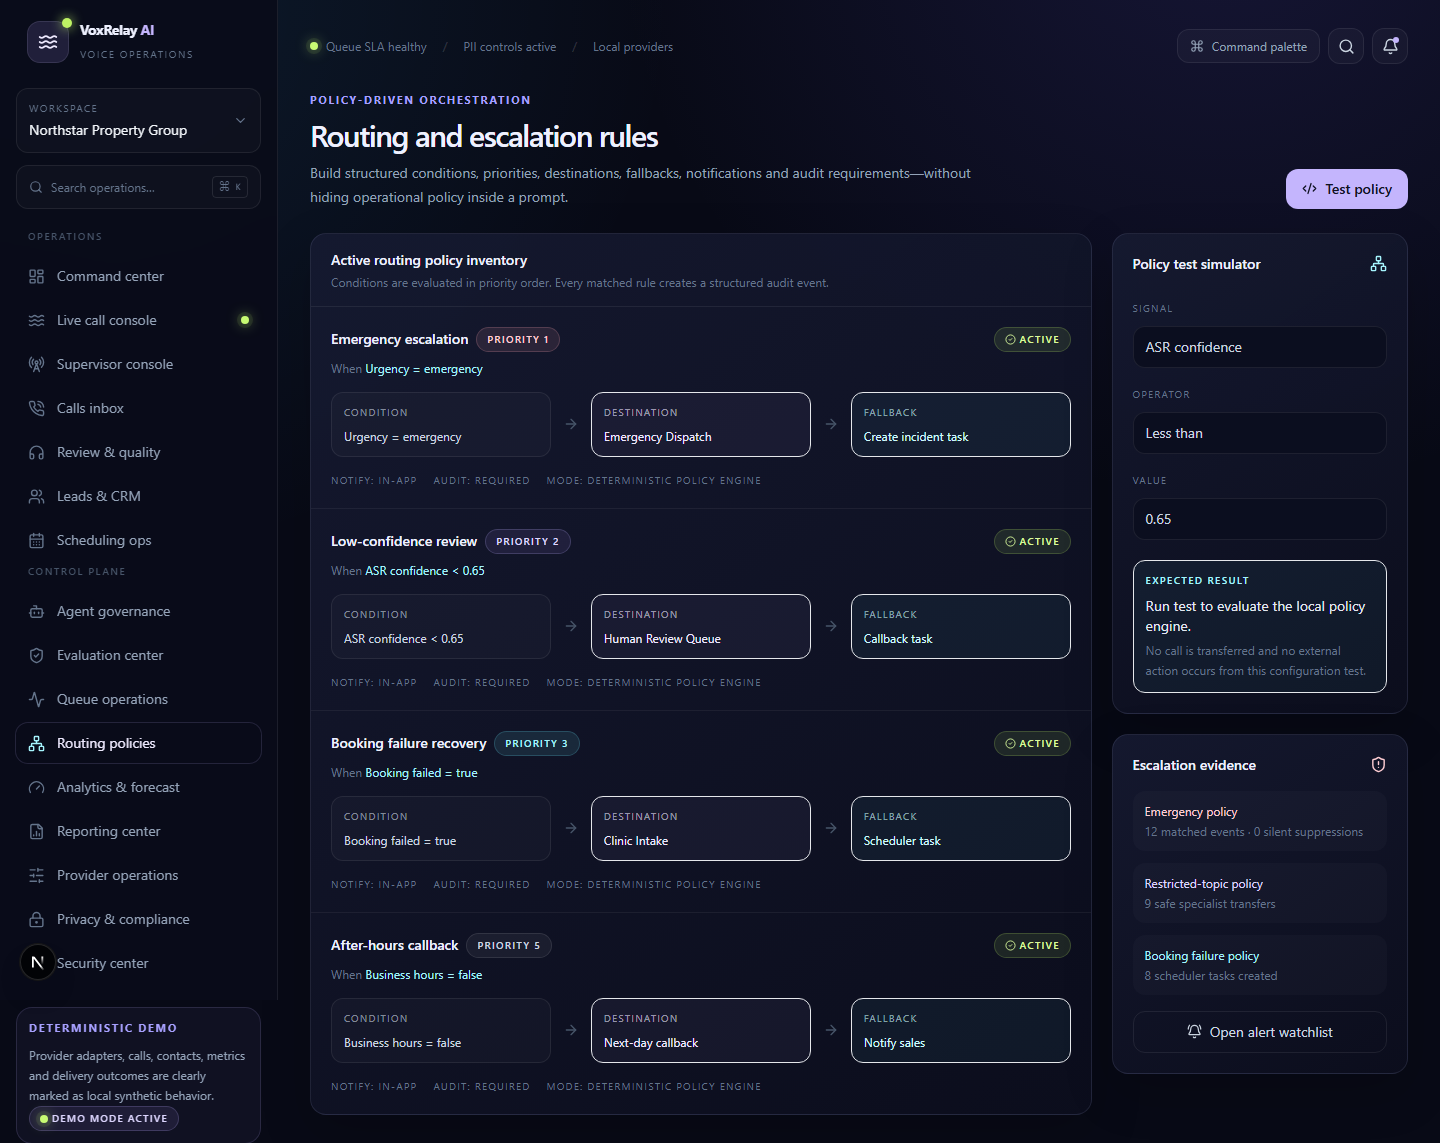 VoxRelay AI
VOICE OPERATIONS
WORKSPACE
Northstar Property Group
Search operations...
⌘ K
OPERATIONS
Command center
Live call console
Supervisor console
Calls inbox
Review & quality
Leads & CRM
Scheduling ops
CONTROL PLANE
Agent governance
Evaluation center
Queue operations
Routing policies
Analytics & forecast
Reporting center
Provider operations
Privacy & compliance
N
Security center
DETERMINISTIC DEMO
Provider adapters, calls, contacts, metrics
and delivery outcomes are clearly
marked as local synthetic behavior.
DEMO MODE ACTIVE
Queue SLA healthy / PII controls active / Local providers
⌘ Command palette
POLICY-DRIVEN ORCHESTRATION
Routing and escalation rules
Build structured conditions, priorities, destinations, fallbacks, notifications and audit requirements—without
hiding operational policy inside a prompt.
Test policy
Active routing policy inventory
Conditions are evaluated in priority order. Every matched rule creates a structured audit event.
Emergency escalation PRIORITY 1 ACTIVE
When Urgency = emergency
CONDITION DESTINATION FALLBACK
Urgency = emergency Emergency Dispatch Create incident task
NOTIFY: IN-APP AUDIT: REQUIRED MODE: DETERMINISTIC POLICY ENGINE
Low-confidence review PRIORITY 2 ACTIVE
When ASR confidence < 0.65
CONDITION DESTINATION FALLBACK
ASR confidence < 0.65 Human Review Queue Callback task
NOTIFY: IN-APP AUDIT: REQUIRED MODE: DETERMINISTIC POLICY ENGINE
Booking failure recovery PRIORITY 3 ACTIVE
When Booking failed = true
CONDITION DESTINATION FALLBACK
Booking failed = true Clinic Intake Scheduler task
NOTIFY: IN-APP AUDIT: REQUIRED MODE: DETERMINISTIC POLICY ENGINE
After-hours callback PRIORITY 5 ACTIVE
When Business hours = false
CONDITION DESTINATION FALLBACK
Business hours = false Next-day callback Notify sales
NOTIFY: IN-APP AUDIT: REQUIRED MODE: DETERMINISTIC POLICY ENGINE
Policy test simulator
SIGNAL
ASR confidence
OPERATOR
Less than
VALUE
0.65
EXPECTED RESULT
Run test to evaluate the local policy
engine.
No call is transferred and no external
action occurs from this configuration test.
Escalation evidence
Emergency policy
12 matched events · 0 silent suppressions
Restricted-topic policy
9 safe specialist transfers
Booking failure policy
8 scheduler tasks created
Open alert watchlist